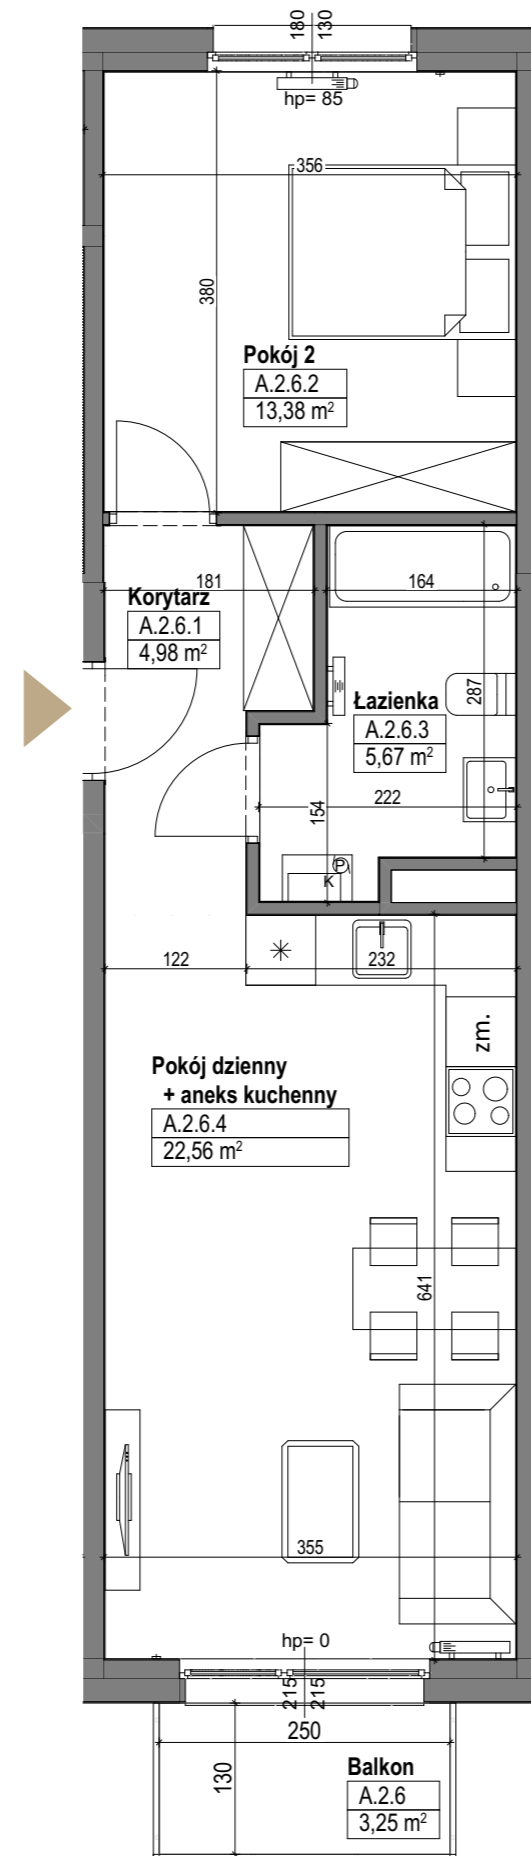 180
130
hp= 85
356
380
Pokój 2
A.2.6.2
13,38 m²
181
164
Korytarz
A.2.6.1
4,98 m²
287
Łazienka
A.2.6.3
5,67 m²
222
154
P
K
122
232
zm.
Pokój dzienny
+ aneks kuchenny
A.2.6.4
22,56 m²
641
355
hp= 0
215
215
250
130
Balkon
A.2.6
3,25 m²